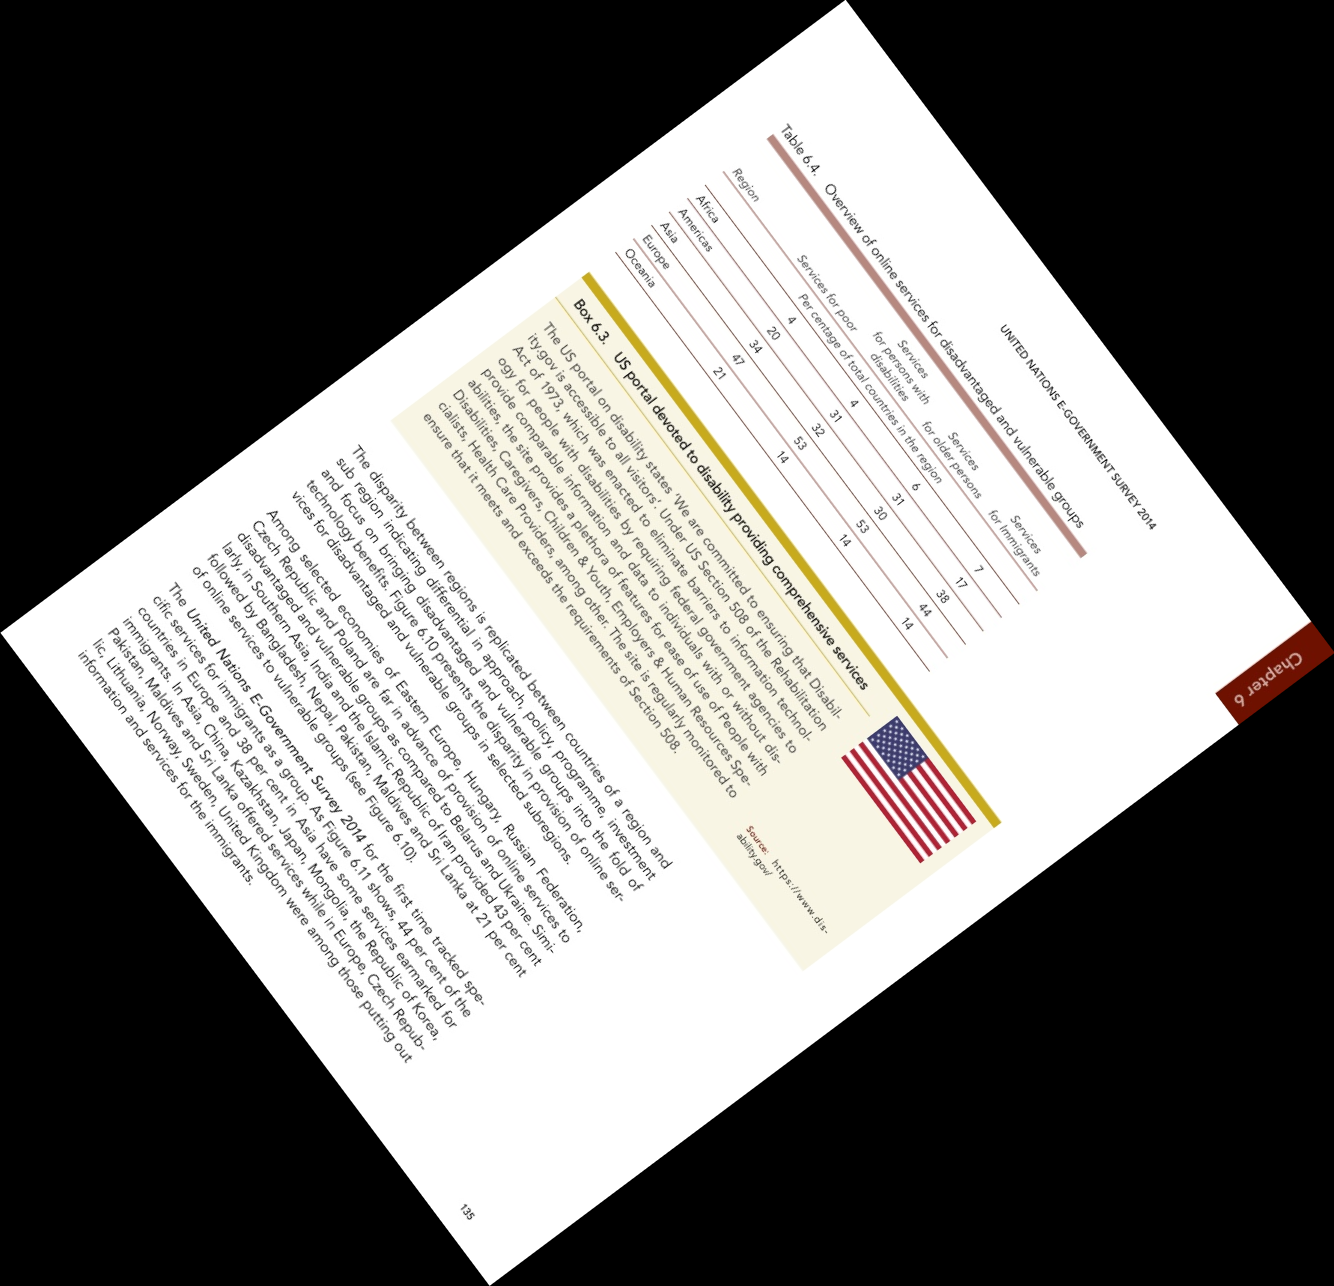 UNITED NATIONS E-GOVERNMENT SURVEY 2014
Chapter 6
Table 6.4. Overview of online services for disadvantaged and vulnerable groups
Region
Services for poor
Services
for persons with
disabilities
Services
for older persons
Services
for Immigrants
Per centage of total countries in the region
Africa 4 4 6 7
Americas 20 31 31 17
Asia 34 32 30 38
Europe 47 53 53 44
Oceania 21 14 14 14
Box 6.3. US portal devoted to disability providing comprehensive services
The US portal on disability states ‘We are committed to ensuring that Disabil-
ity.gov is accessible to all visitors’. Under US Section 508 of the Rehabilitation
Act of 1973, which was enacted to eliminate barriers to information technol-
ogy for people with disabilities by requiring federal government agencies to
provide comparable information and data to individuals with or without dis-
abilities, the site provides a plethora of features for ease of use of People with
Disabilities, Caregivers, Children & Youth, Employers & Human Resources Spe-
cialists, Health Care Providers, among other. The site is regularly monitored to
ensure that it meets and exceeds the requirements of Section 508.
Source: https://www.dis-
ability.gov/
The disparity between regions is replicated between countries of a region and
sub region indicating differential in approach, policy, programme, investment
and focus on bringing disadvantaged and vulnerable groups into the fold of
technology benefits. Figure 6.10 presents the disparity in provision of online ser-
vices for disadvantaged and vulnerable groups in selected subregions.
Among selected economies of Eastern Europe, Hungary, Russian Federation,
Czech Republic and Poland are far in advance of provision of online services to
disadvantaged and vulnerable groups as compared to Belarus and Ukraine. Simi-
larly, in Southern Asia, India and the Islamic Republic of Iran provided 43 per cent
followed by Bangladesh, Nepal, Pakistan, Maldives and Sri Lanka at 21 per cent
of online services to vulnerable groups (see Figure 6.10).
The United Nations E-Government Survey 2014 for the first time tracked spe-
cific services for immigrants as a group. As Figure 6.11 shows, 44 per cent of the
countries in Europe and 38 per cent in Asia have some services earmarked for
immigrants. In Asia, China, Kazakhstan, Japan, Mongolia, the Republic of Korea,
Pakistan, Maldives and Sri Lanka offered services while in Europe, Czech Repub-
lic, Lithuania, Norway, Sweden, United Kingdom were among those putting out
information and services for the immigrants.
135